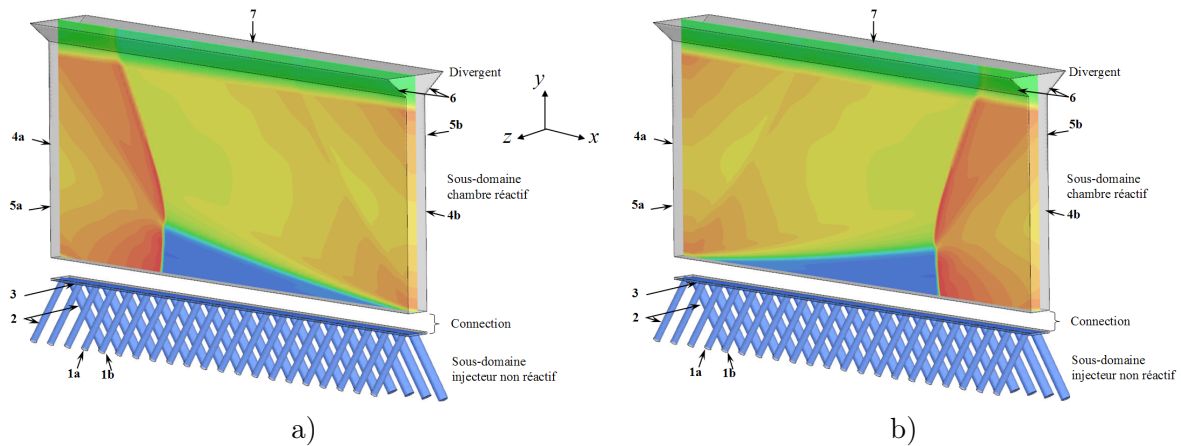 7
Divergent
6
4a
5b
y
z
x
Sous-domaine
chambre réactif
5a
4b
3
2
Connection
1a
1b
Sous-domaine
injecteur non réactif
a)
7
Divergent
6
4a
5b
Sous-domaine
chambre réactif
5a
4b
3
2
Connection
1a
1b
Sous-domaine
injecteur non réactif
b)